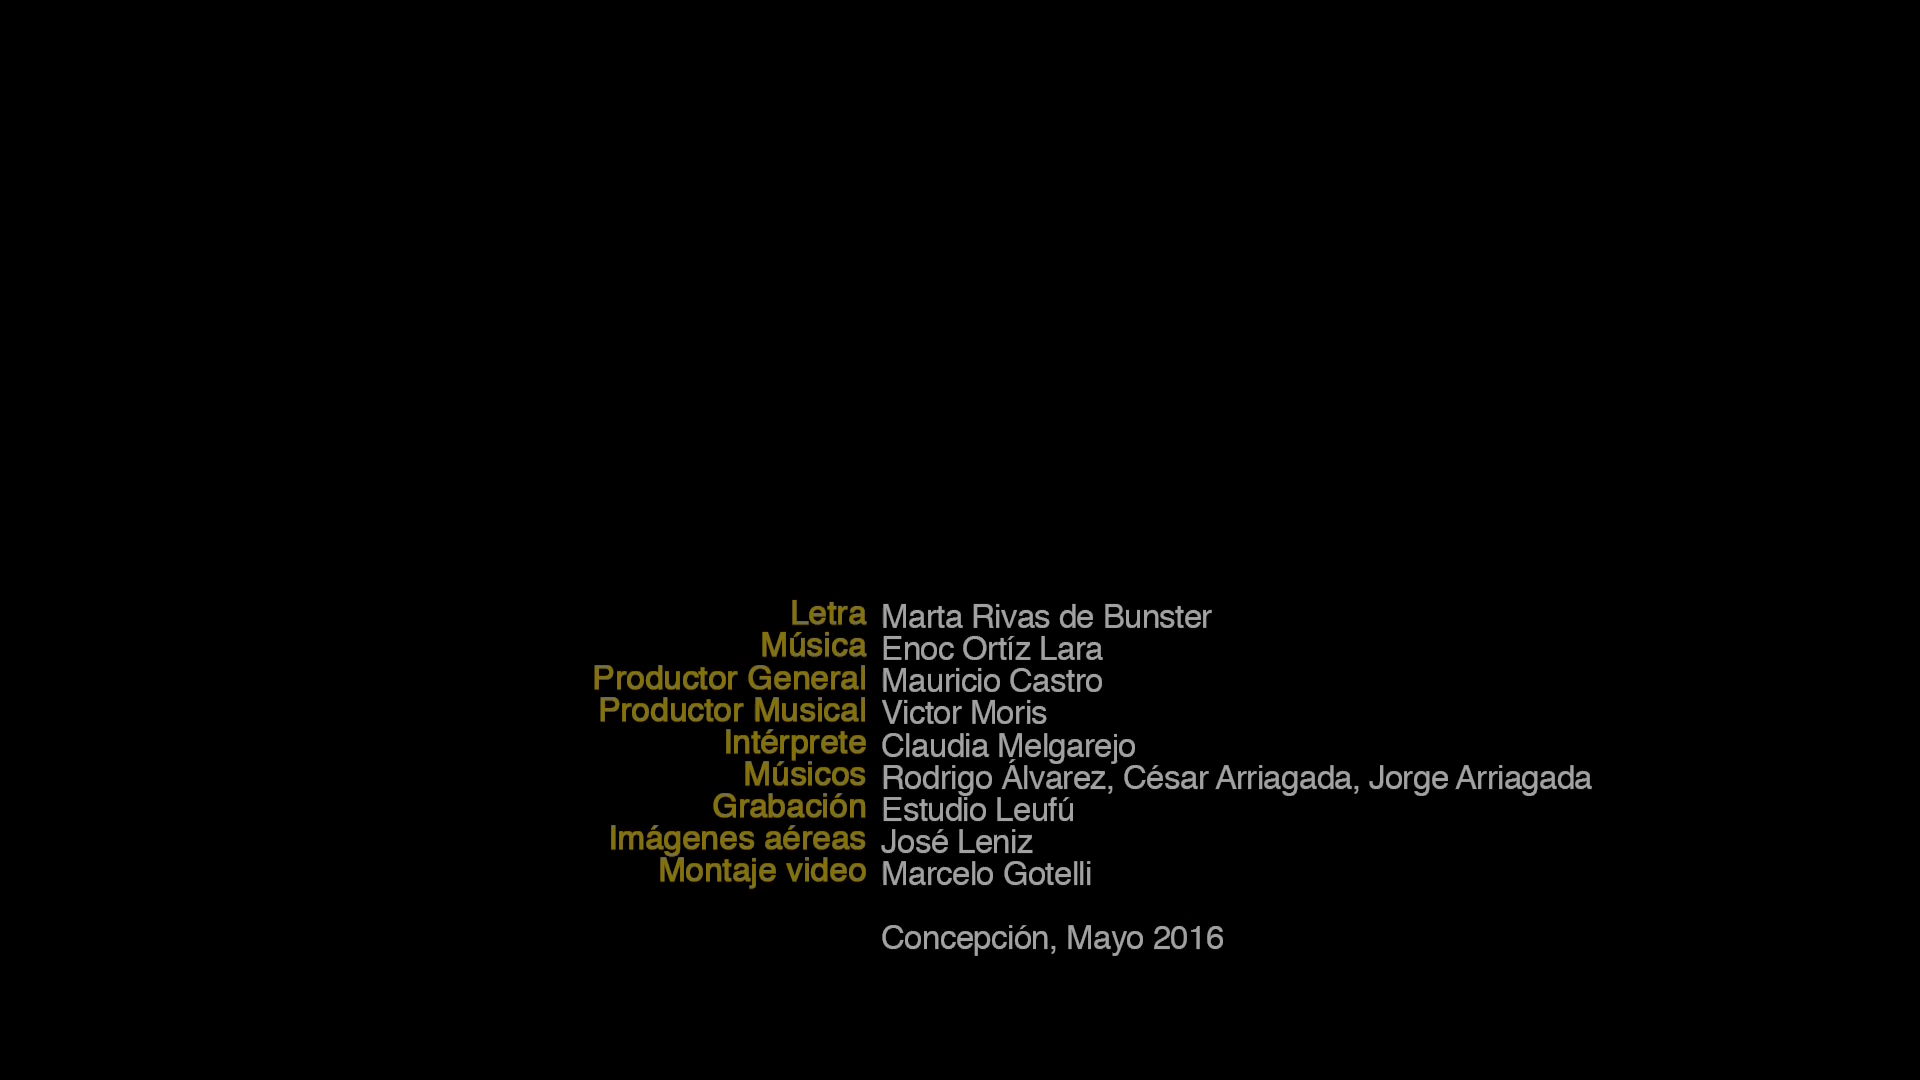 Letra Marta Rivas de Bunster
Música Enoc Ortíz Lara
Productor General Mauricio Castro
Productor Musical Victor Moris
Intérprete Claudia Melgarejo
Músicos Rodrigo Álvarez, César Arriagada, Jorge Arriagada
Grabación Estudio Leufú
Imágenes aéreas José Leniz
Montaje video Marcelo Gotelli
Concepción, Mayo 2016